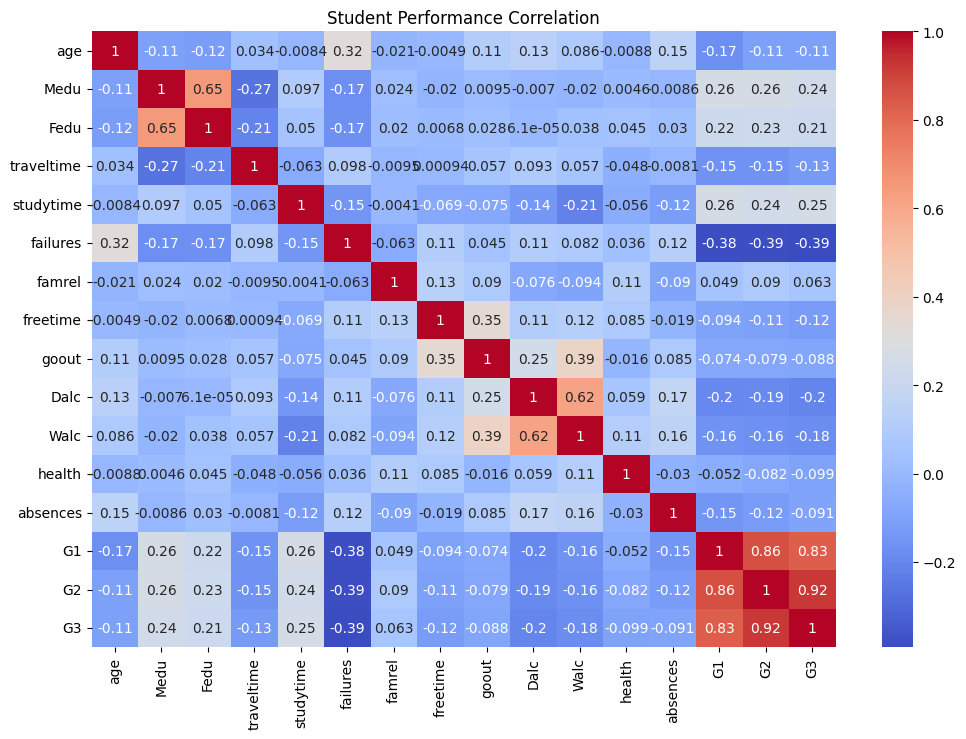 Student Performance Correlation
age 1 -0.11 -0.12 0.034 -0.0084 0.32 -0.021 -0.0049 0.11 0.13 0.086 -0.0088 0.15 -0.17 -0.11 -0.11
Medu -0.11 1 0.65 -0.27 0.097 -0.17 0.024 -0.02 0.0095 -0.007 -0.02 0.0046 -0.0086 0.26 0.26 0.24
Fedu -0.12 0.65 1 -0.21 0.05 -0.17 0.02 0.0068 0.028 6.1e-05 0.038 0.045 0.03 0.22 0.23 0.21
traveltime 0.034 -0.27 -0.21 1 -0.063 0.098 -0.0095 0.00094 0.057 0.093 0.057 -0.048 -0.0081 -0.15 -0.15 -0.13
studytime -0.0084 0.097 0.05 -0.063 1 -0.15 -0.0041 -0.069 -0.075 -0.14 -0.21 -0.056 -0.12 0.26 0.24 0.25
failures 0.32 -0.17 -0.17 0.098 -0.15 1 -0.063 0.11 0.045 0.11 0.082 0.036 0.12 -0.38 -0.39 -0.39
famrel -0.021 0.024 0.02 -0.0095 -0.0041 -0.063 1 0.13 0.09 -0.076 -0.094 0.11 -0.09 0.049 0.09 0.063
freetime -0.0049 -0.02 0.0068 0.00094 -0.069 0.11 0.13 1 0.35 0.11 0.12 0.085 -0.019 -0.094 -0.11 -0.12
goout 0.11 0.0095 0.028 0.057 -0.075 0.045 0.09 0.35 1 0.25 0.39 -0.016 0.085 -0.074 -0.079 -0.088
Dalc 0.13 -0.007 6.1e-05 0.093 -0.14 0.11 -0.076 0.11 0.25 1 0.62 0.059 0.17 -0.2 -0.19 -0.2
Walc 0.086 -0.02 0.038 0.057 -0.21 0.082 -0.094 0.12 0.39 0.62 1 0.11 0.16 -0.16 -0.16 -0.18
health -0.0088 0.0046 0.045 -0.048 -0.056 0.036 0.11 0.085 -0.016 0.059 0.11 1 -0.03 -0.052 -0.082 -0.099
absences 0.15 -0.0086 0.03 -0.0081 -0.12 0.12 -0.09 -0.019 0.085 0.17 0.16 -0.03 1 -0.15 -0.12 -0.091
G1 -0.17 0.26 0.22 -0.15 0.26 -0.38 0.049 -0.094 -0.074 -0.2 -0.16 -0.052 -0.15 1 0.86 0.83
G2 -0.11 0.26 0.23 -0.15 0.24 -0.39 0.09 -0.11 -0.079 -0.19 -0.16 -0.082 -0.12 0.86 1 0.92
G3 -0.11 0.24 0.21 -0.13 0.25 -0.39 0.063 -0.12 -0.088 -0.2 -0.18 -0.099 -0.091 0.83 0.92 1
age Medu Fedu traveltime studytime failures famrel freetime goout Dalc Walc health absences G1 G2 G3
1.0
0.8
0.6
0.4
0.2
0.0
−0.2